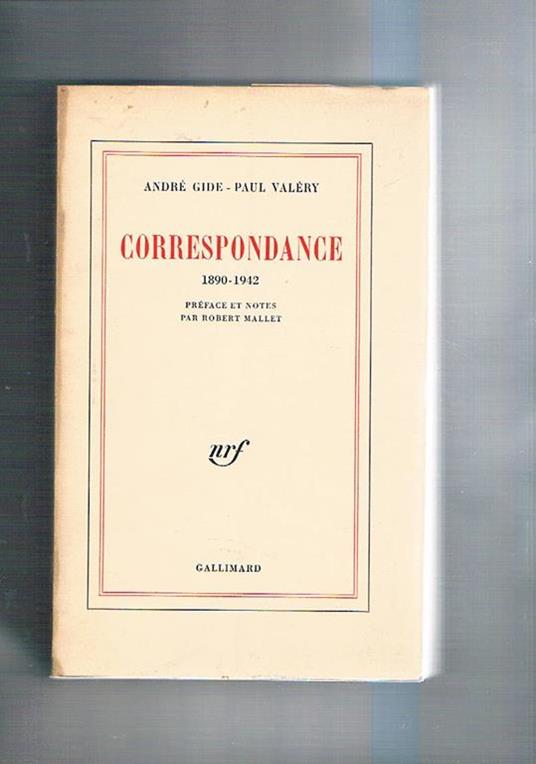 ANDRÉ GIDE - PAUL VALÉRY
CORRESPONDANCE
1890-1942
PRÉFACE ET NOTES
PAR ROBERT MALLET
nrf
GALLIMARD